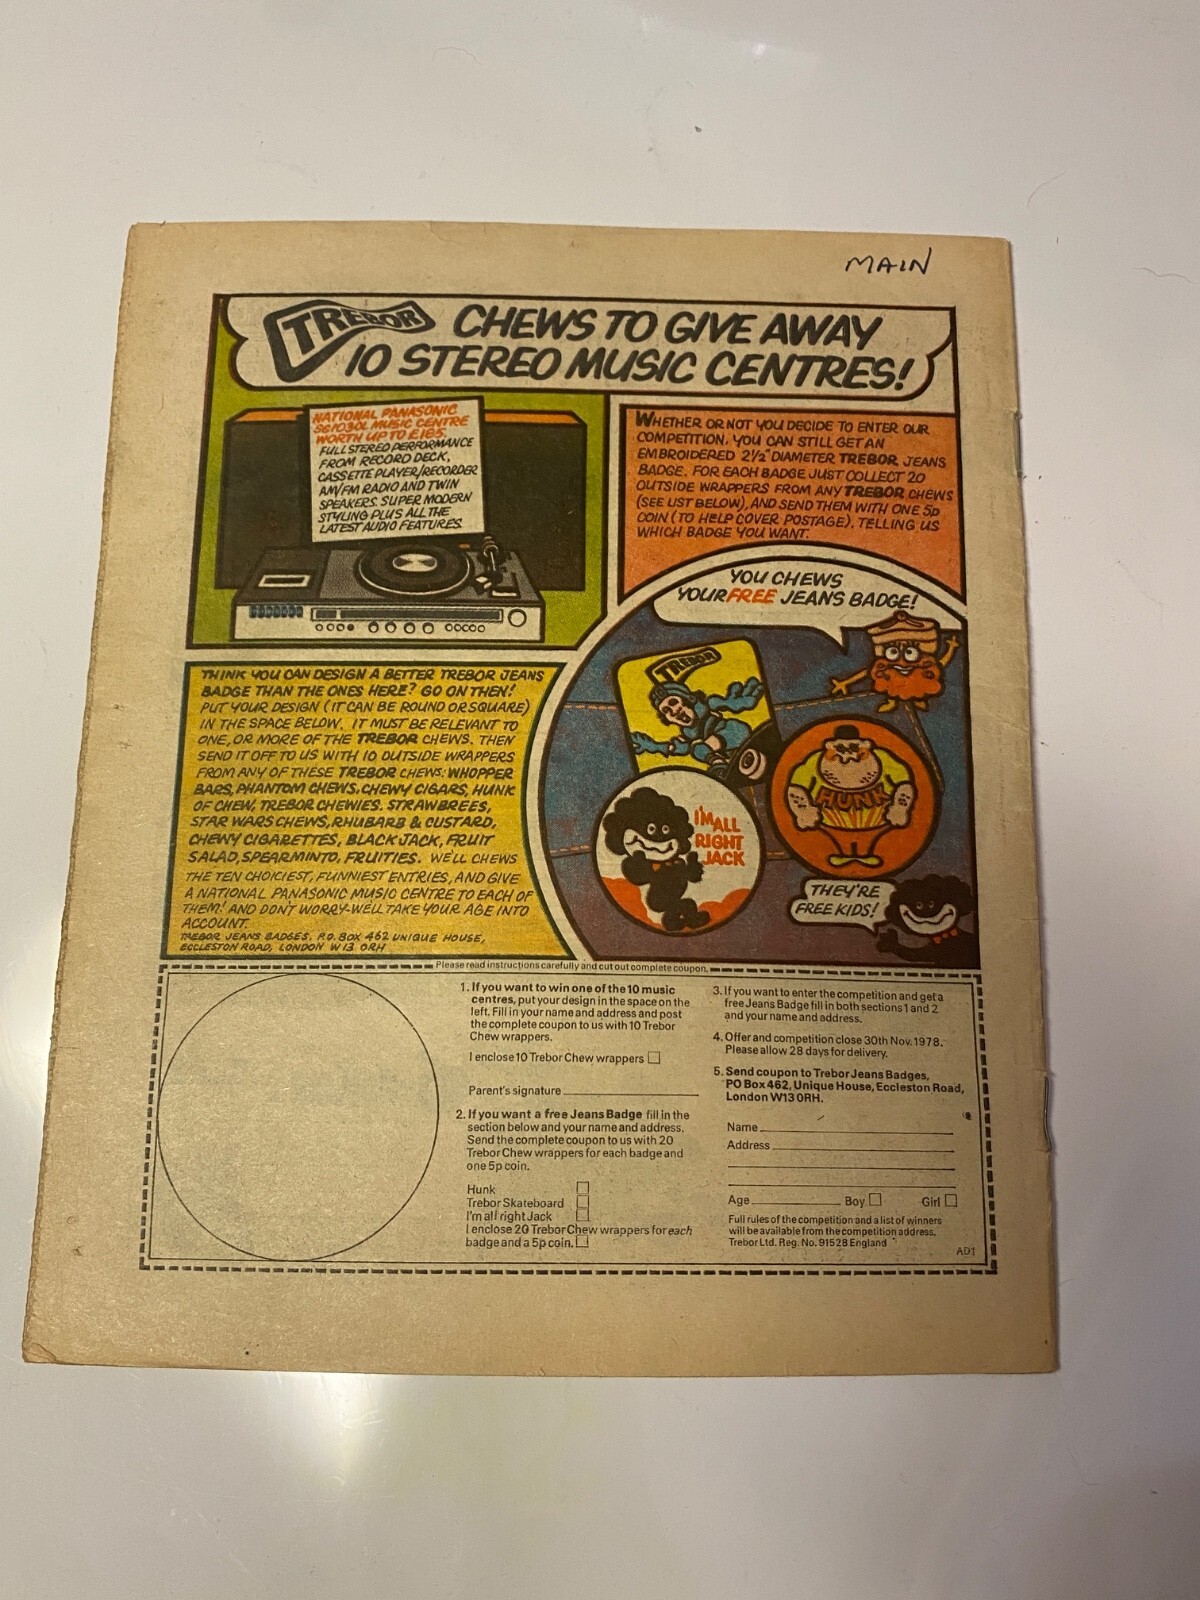 MAIN
TREBOR CHEWS TO GIVE AWAY
10 STEREO MUSIC CENTRES!
NATIONAL PANASONIC
SG1030L MUSIC CENTRE
WORTH UP TO £165.
FULL STEREO PERFORMANCE
FROM RECORD DECK,
CASSETTE PLAYER/RECORDER
AM/FM RADIO AND TWIN
SPEAKERS. SUPER MODERN
STYLING PLUS ALL THE
LATEST AUDIO FEATURES.
WHETHER OR NOT YOU DECIDE TO ENTER OUR
COMPETITION, YOU CAN STILL GET AN
EMBROIDERED 2½" DIAMETER TREBOR JEANS
BADGE. FOR EACH BADGE JUST COLLECT 20
OUTSIDE WRAPPERS FROM ANY TREBOR CHEWS
(SEE LIST BELOW), AND SEND THEM WITH ONE 5p
COIN (TO HELP COVER POSTAGE), TELLING US
WHICH BADGE YOU WANT.
YOU CHEWS
YOUR FREE JEANS BADGE!
TREBOR
HUNK
I'M ALL
RIGHT
JACK
THEY'RE
FREE KIDS!
THINK YOU CAN DESIGN A BETTER TREBOR JEANS
BADGE THAN THE ONES HERE? GO ON THEN!
PUT YOUR DESIGN (IT CAN BE ROUND OR SQUARE)
IN THE SPACE BELOW. IT MUST BE RELEVANT TO
ONE, OR MORE OF THE TREBOR CHEWS. THEN
SEND IT OFF TO US WITH 10 OUTSIDE WRAPPERS
FROM ANY OF THESE TREBOR CHEWS: WHOPPER
BARS, PHANTOM CHEWS, CHEWY CIGARS, HUNK
OF CHEW, TREBOR CHEWIES, STRAWBREES,
STAR WARS CHEWS, RHUBARB & CUSTARD,
CHEWY CIGARETTES, BLACK JACK, FRUIT
SALAD, SPEARMINTO, FRUITIES. WE'LL CHEWS
THE TEN CHOICIEST, FUNNIEST ENTRIES, AND GIVE
A NATIONAL PANASONIC MUSIC CENTRE TO EACH OF
THEM! AND DON'T WORRY-WE'LL TAKE YOUR AGE INTO
ACCOUNT.
TREBOR JEANS BADGES, P.O. BOX 462 UNIQUE HOUSE,
ECCLESTON ROAD, LONDON W13 0RH
Please read instructions carefully and cut out complete coupon.
1. If you want to win one of the 10 music
centres, put your design in the space on the
left. Fill in your name and address and post
the complete coupon to us with 10 Trebor
Chew wrappers.
I enclose 10 Trebor Chew wrappers
Parent's signature
2. If you want a free Jeans Badge fill in the
section below and your name and address.
Send the complete coupon to us with 20
Trebor Chew wrappers for each badge and
one 5p coin.
Hunk
Trebor Skateboard
I'm all right Jack
I enclose 20 Trebor Chew wrappers for each
badge and a 5p coin.
3. If you want to enter the competition and get a
free Jeans Badge fill in both sections 1 and 2
and your name and address.
4. Offer and competition close 30th Nov. 1978.
Please allow 28 days for delivery.
5. Send coupon to Trebor Jeans Badges,
PO Box 462, Unique House, Eccleston Road,
London W13 0RH.
Name
Address
Age Boy Girl
Full rules of the competition and a list of winners
will be available from the competition address.
Trebor Ltd. Reg. No. 91528 England
AD1